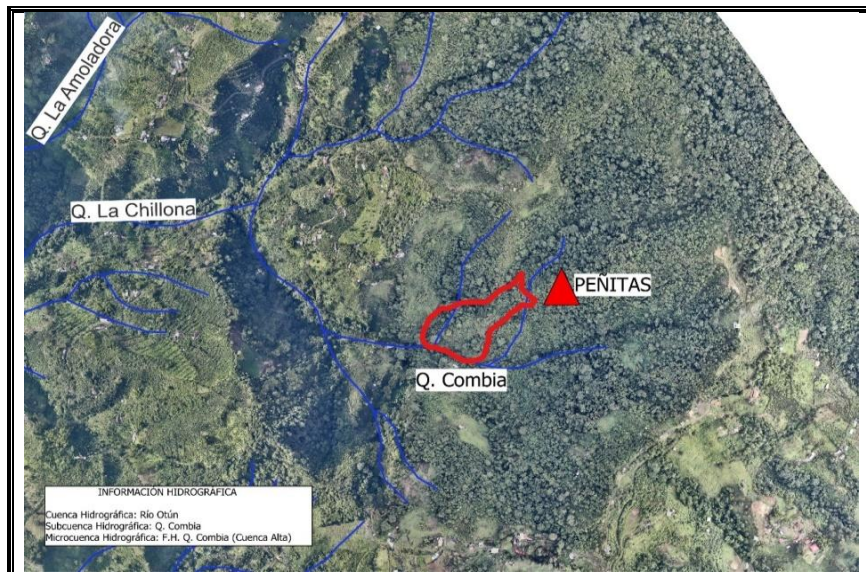 Q. La Amoladora
Q. La Chillona
PEÑITAS
Q. Combia
INFORMACIÓN HIDROGRÁFICA
Cuenca Hidrográfica: Río Otún
Subcuenca Hidrográfica: Q. Combia
Microcuenca Hidrográfica: F.H. Q. Combia (Cuenca Alta)